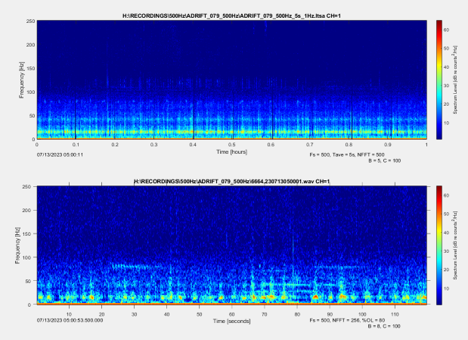 H:\RECORDINGS\500Hz\ADRIFT_079_500Hz\ADRIFT_079_500Hz_5s_1Hz.ltsa CH=1
250
200
150
100
50
0
Frequency [Hz]
0 0.1 0.2 0.3 0.4 0.5 0.6 0.7 0.8 0.9 1
Time [hours]
07/13/2023 05:00:11
Fs = 500, Tave = 5s, NFFT = 500
B = 5, C = 100
60
50
40
30
20
10
Spectrum Level [dB re counts²/Hz]
H:\RECORDINGS\500Hz\ADRIFT_079_500Hz\6664.230713050001.wav CH=1
250
200
150
100
50
0
Frequency [Hz]
10 20 30 40 50 60 70 80 90 100 110
Time [seconds]
07/13/2023 05:00:53.500.000
Fs = 500, NFFT = 256, %OL = 80
B = 6, C = 100
60
50
40
30
20
10
Spectrum Level [dB re counts²/Hz]